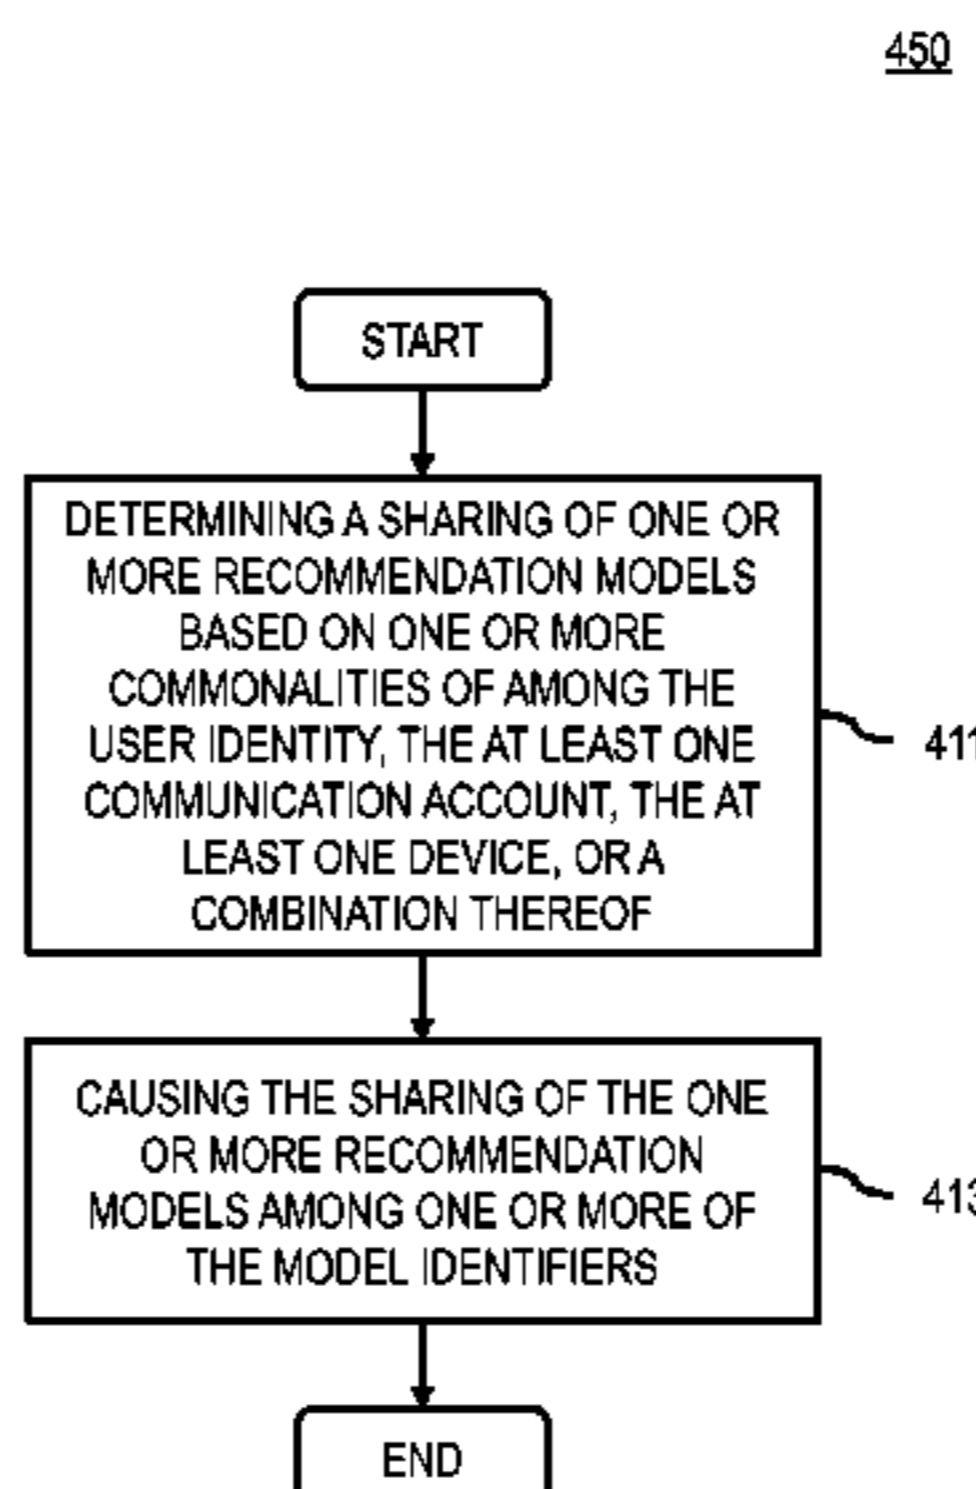 450
START
DETERMINING A SHARING OF ONE OR
MORE RECOMMENDATION MODELS
BASED ON ONE OR MORE
COMMONALITIES OF AMONG THE
USER IDENTITY, THE AT LEAST ONE
COMMUNICATION ACCOUNT, THE AT
LEAST ONE DEVICE, OR A
COMBINATION THEREOF
411
CAUSING THE SHARING OF THE ONE
OR MORE RECOMMENDATION
MODELS AMONG ONE OR MORE OF
THE MODEL IDENTIFIERS
413
END